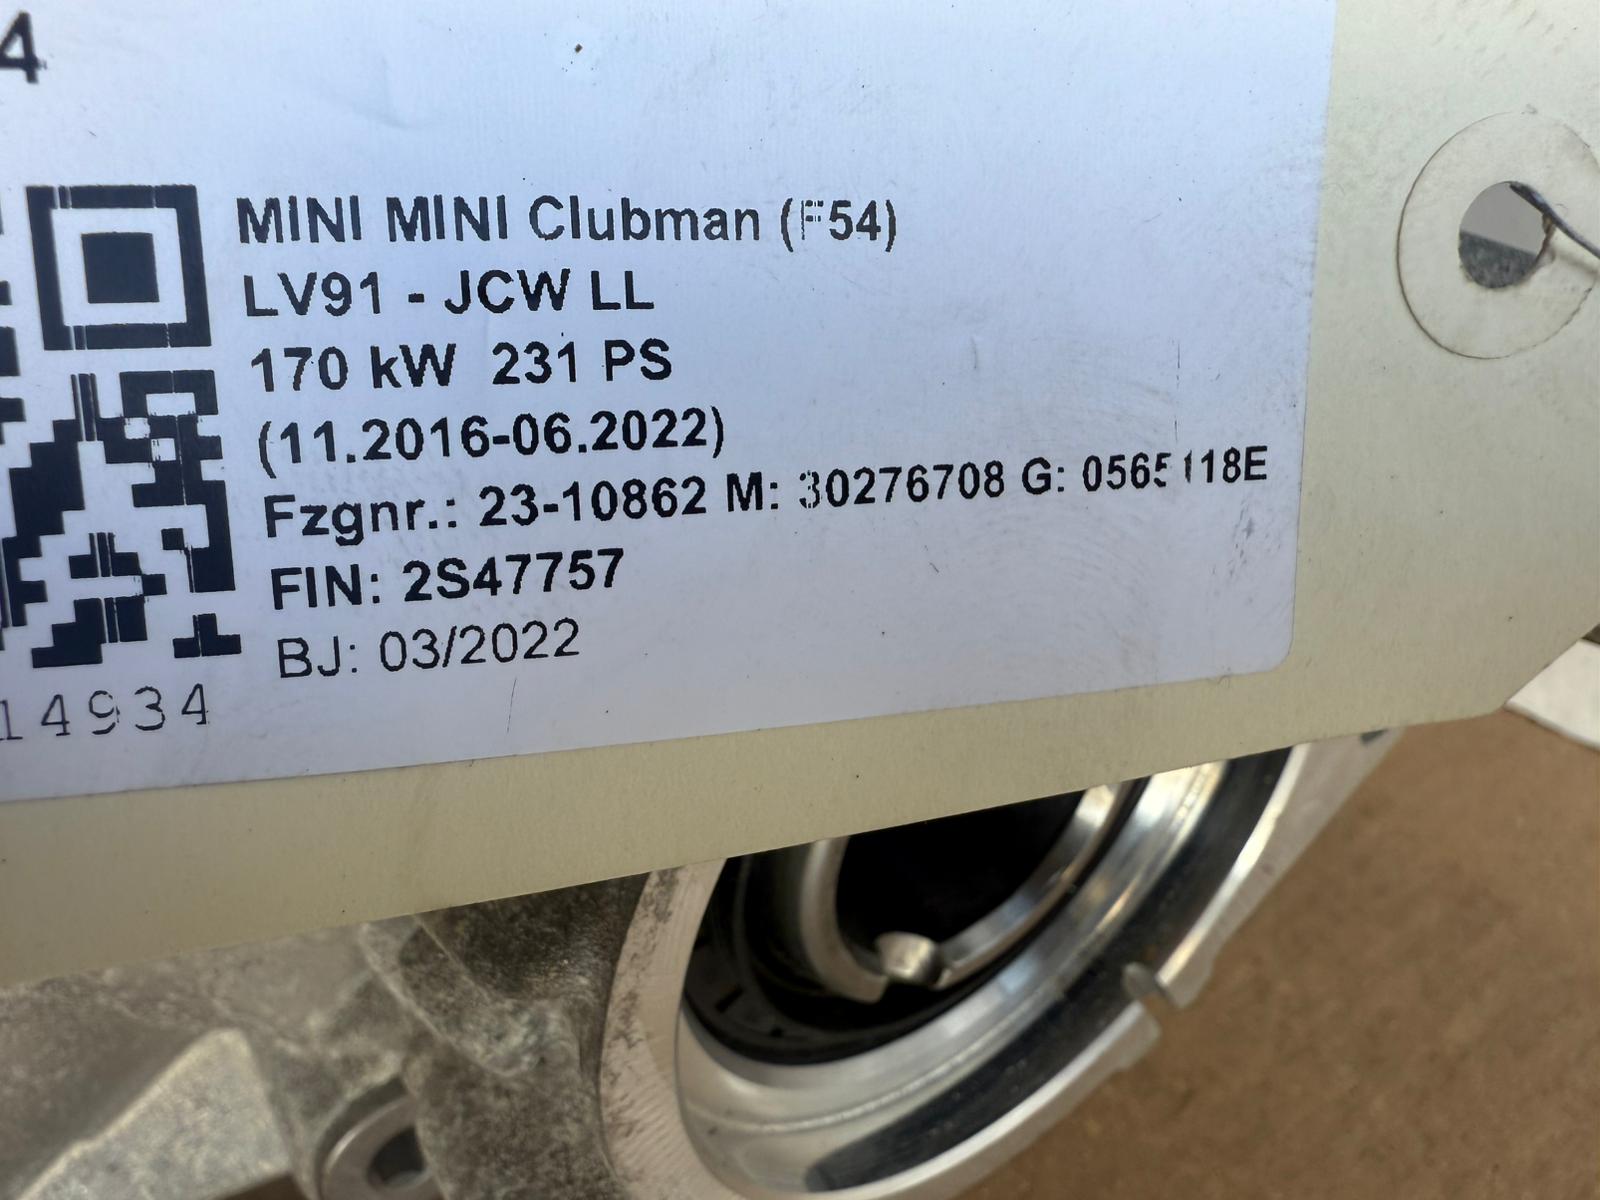 4
MINI MINI Clubman (F54)
LV91 - JCW LL
170 kW 231 PS
(11.2016-06.2022)
Fzgnr.: 23-10862 M: 30276708 G: 0565118E
FIN: 2S47757
BJ: 03/2022
14934